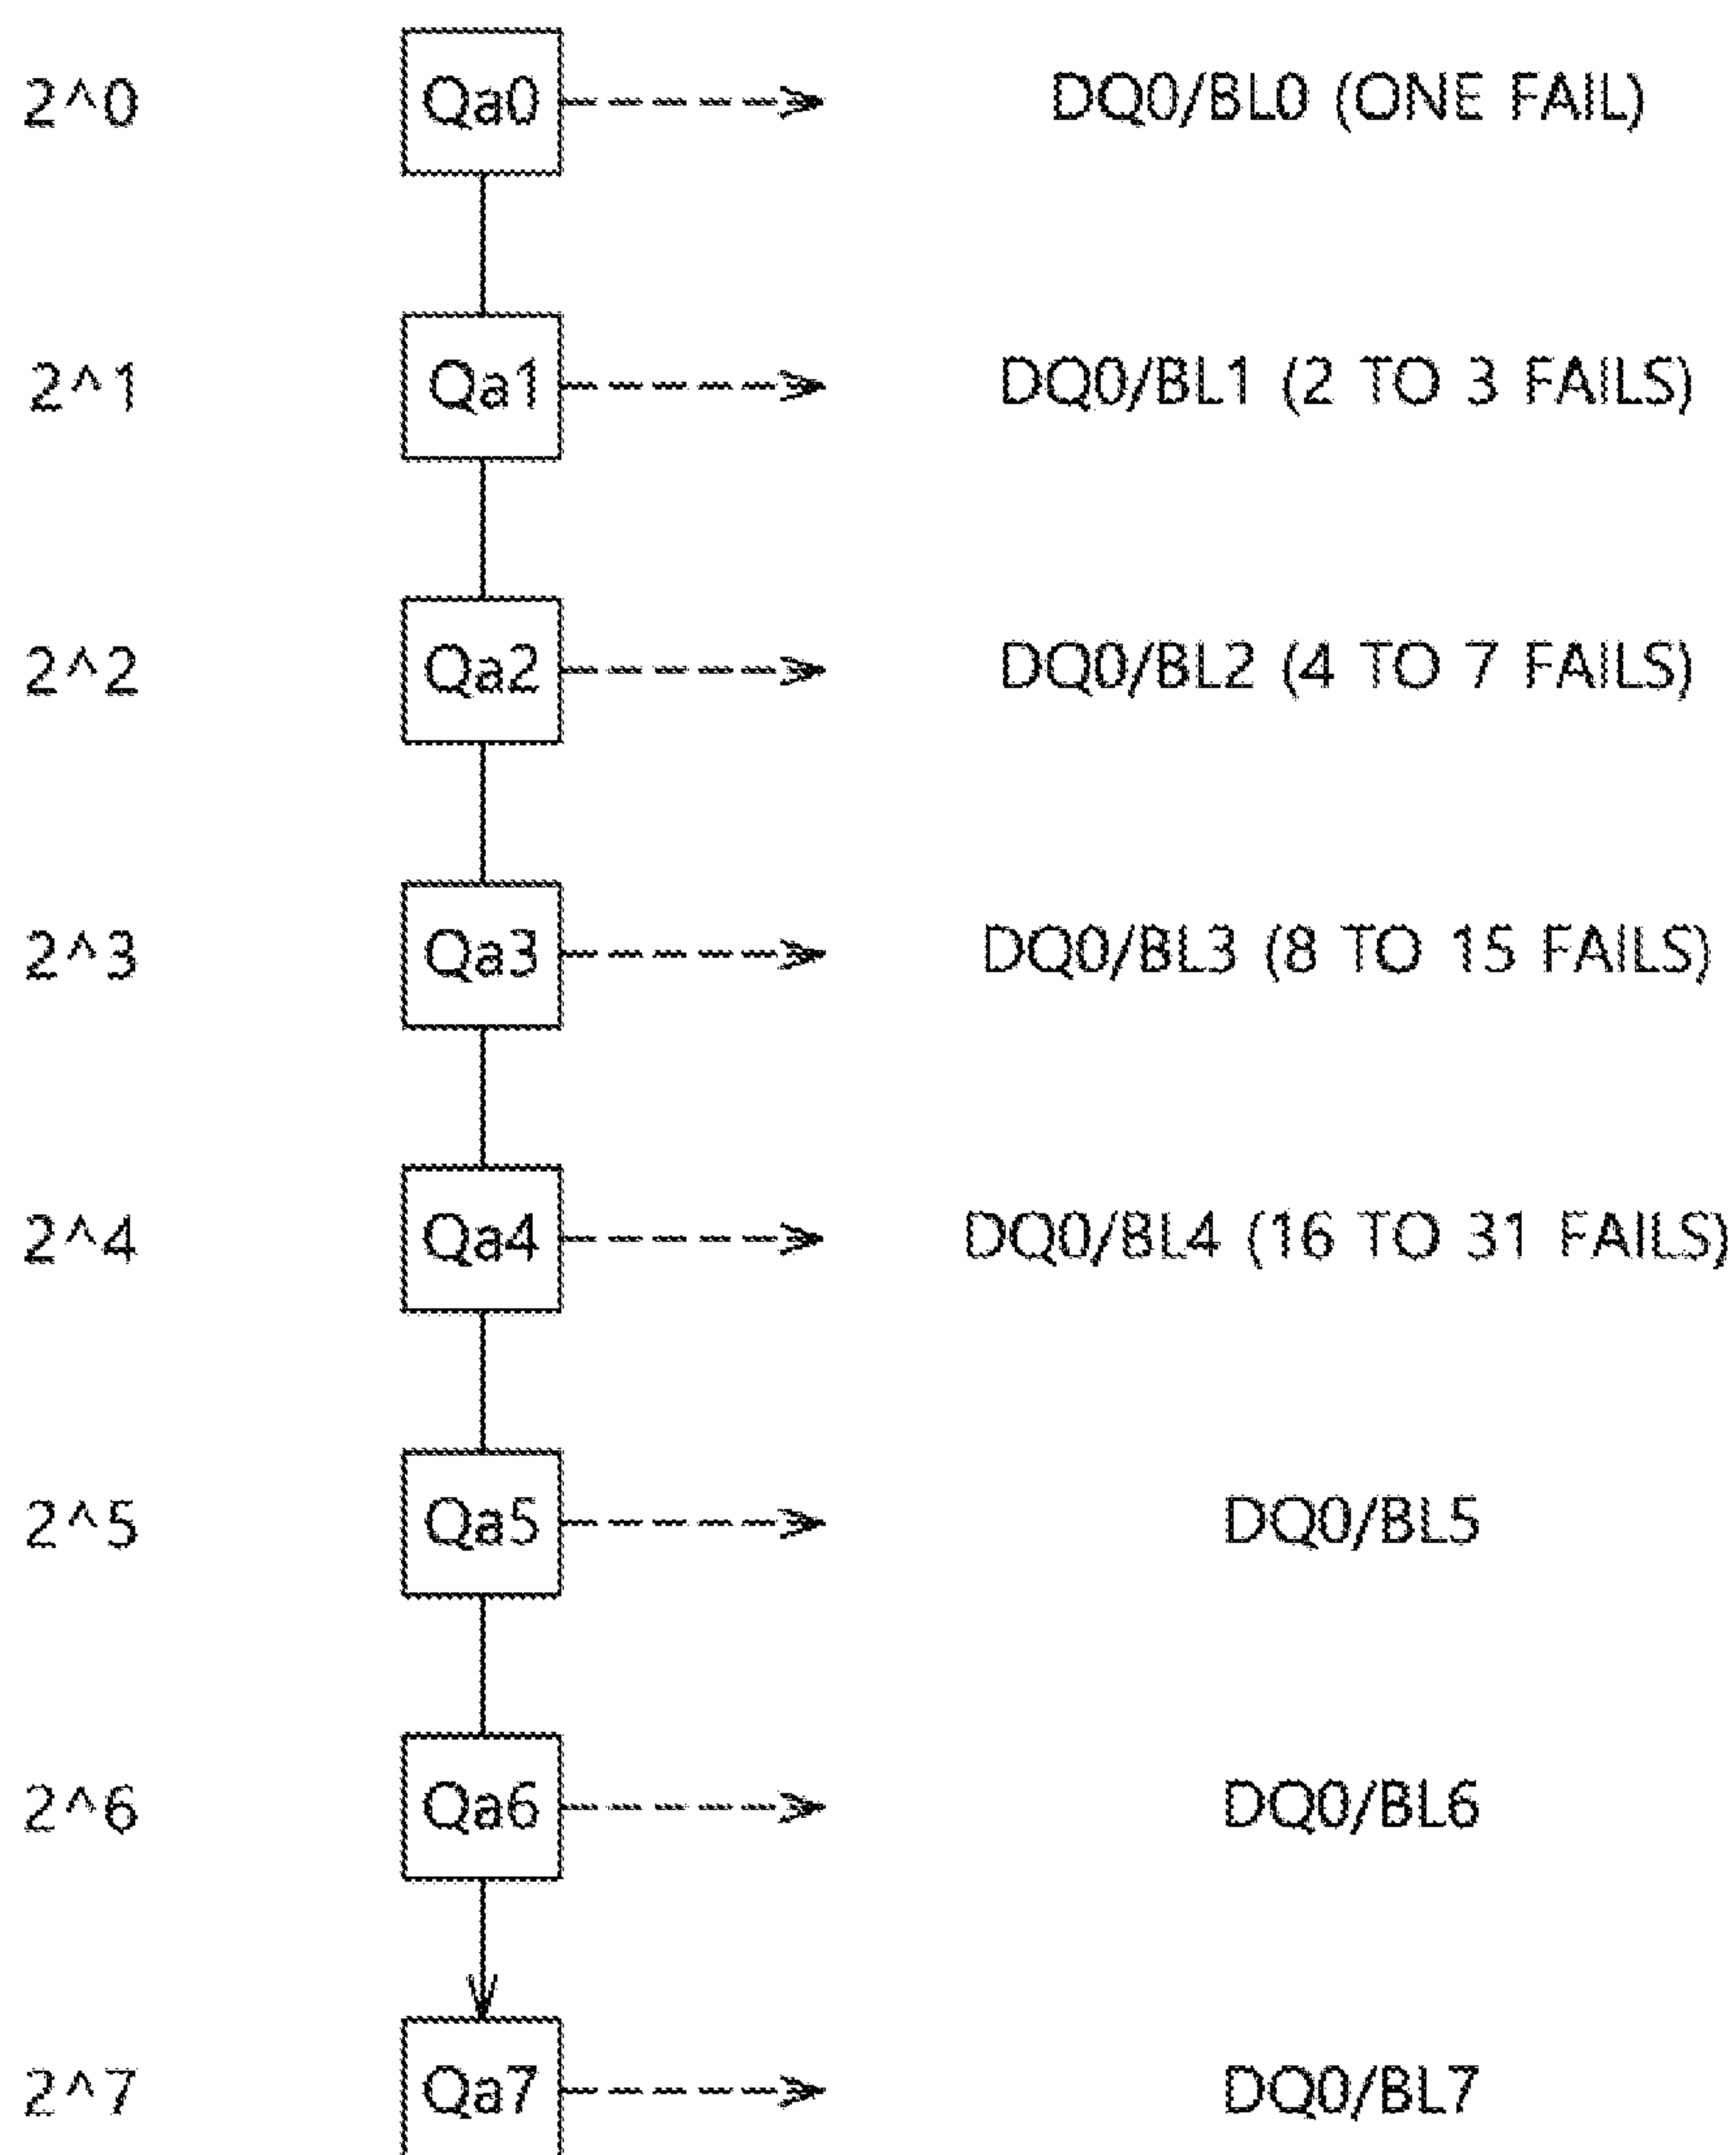 2^0 Qa0 DQ0/BL0 (ONE FAIL)
2^1 Qa1 DQ0/BL1 (2 TO 3 FAILS)
2^2 Qa2 DQ0/BL2 (4 TO 7 FAILS)
2^3 Qa3 DQ0/BL3 (8 TO 15 FAILS)
2^4 Qa4 DQ0/BL4 (16 TO 31 FAILS)
2^5 Qa5 DQ0/BL5
2^6 Qa6 DQ0/BL6
2^7 Qa7 DQ0/BL7